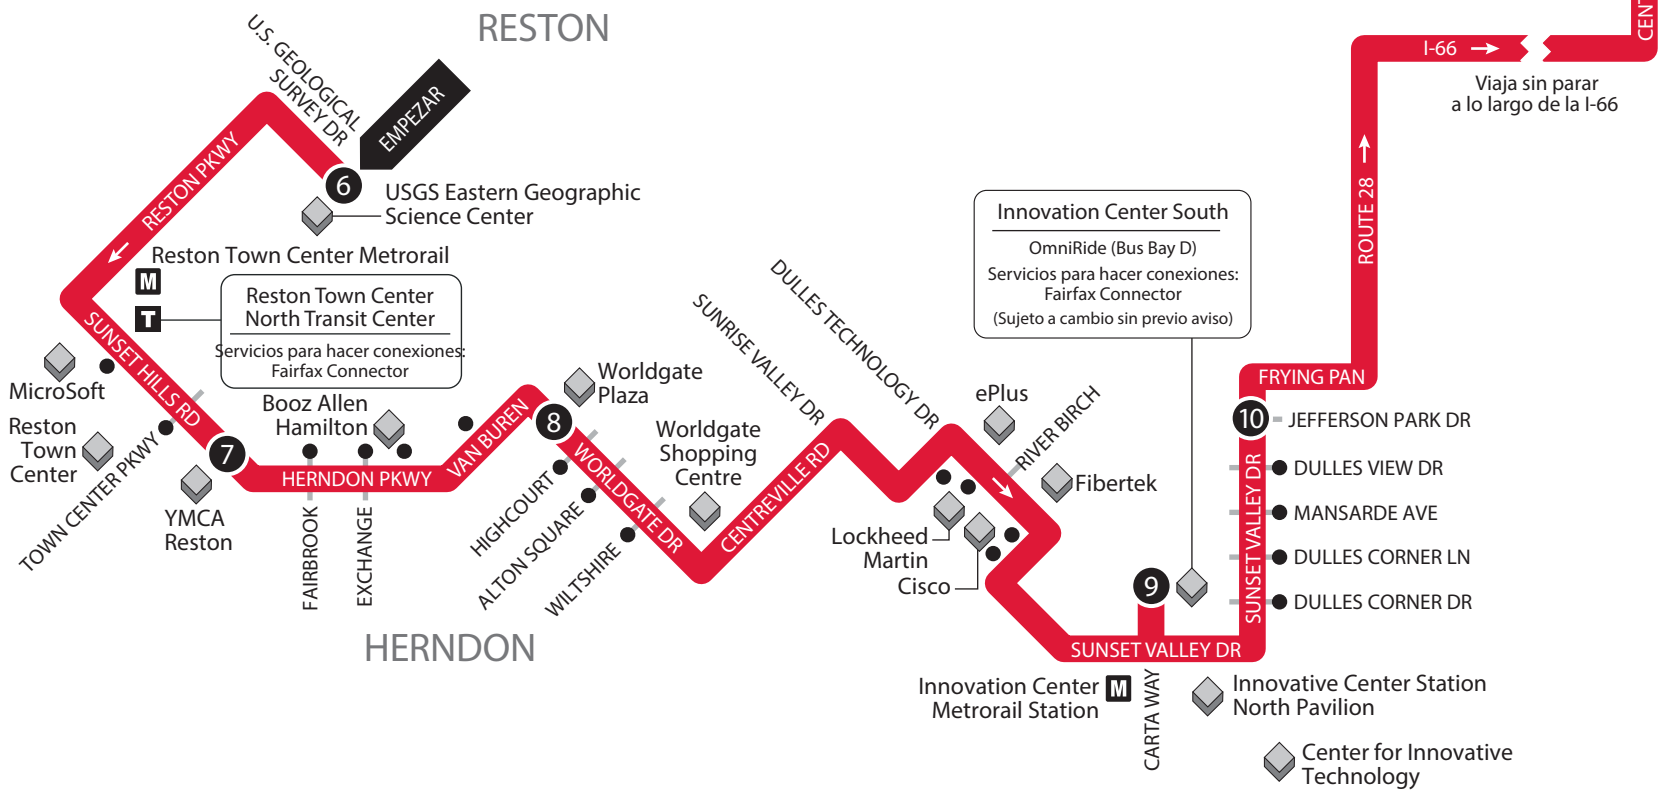 RESTON
U.S. GEOLOGICAL
SURVEY DR
EMPEZAR
6
USGS Eastern Geographic
Science Center
RESTON PKWY
Reston Town Center Metrorail
M
T
Reston Town Center
North Transit Center
Servicios para hacer conexiones:
Fairfax Connector
SUNSET HILLS RD
MicroSoft
Reston
Town
Center
TOWN CENTER PKWY
7
YMCA
Reston
Booz Allen
Hamilton
HERNDON PKWY
FAIRBROOK
EXCHANGE
VAN BUREN
8
Worldgate
Plaza
WORLDGATE DR
HIGHCOURT
ALTON SQUARE
WILTSHIRE
Worldgate
Shopping
Centre
HERNDON
CENTREVILLE RD
SUNRISE VALLEY DR
DULLES TECHNOLOGY DR
ePlus
RIVER BIRCH
Fibertek
Lockheed
Martin
Cisco
Innovation Center South
OmniRide (Bus Bay D)
Servicios para hacer conexiones:
Fairfax Connector
(Sujeto a cambio sin previo aviso)
9
SUNSET VALLEY DR
Innovation Center
Metrorail Station
M
CARTA WAY
Innovative Center Station
North Pavilion
Center for Innovative
Technology
SUNSET VALLEY DR
10
JEFFERSON PARK DR
DULLES VIEW DR
MANSARDE AVE
DULLES CORNER LN
DULLES CORNER DR
FRYING PAN
ROUTE 28
I-66
Viaja sin parar
a lo largo de la I-66
CENT